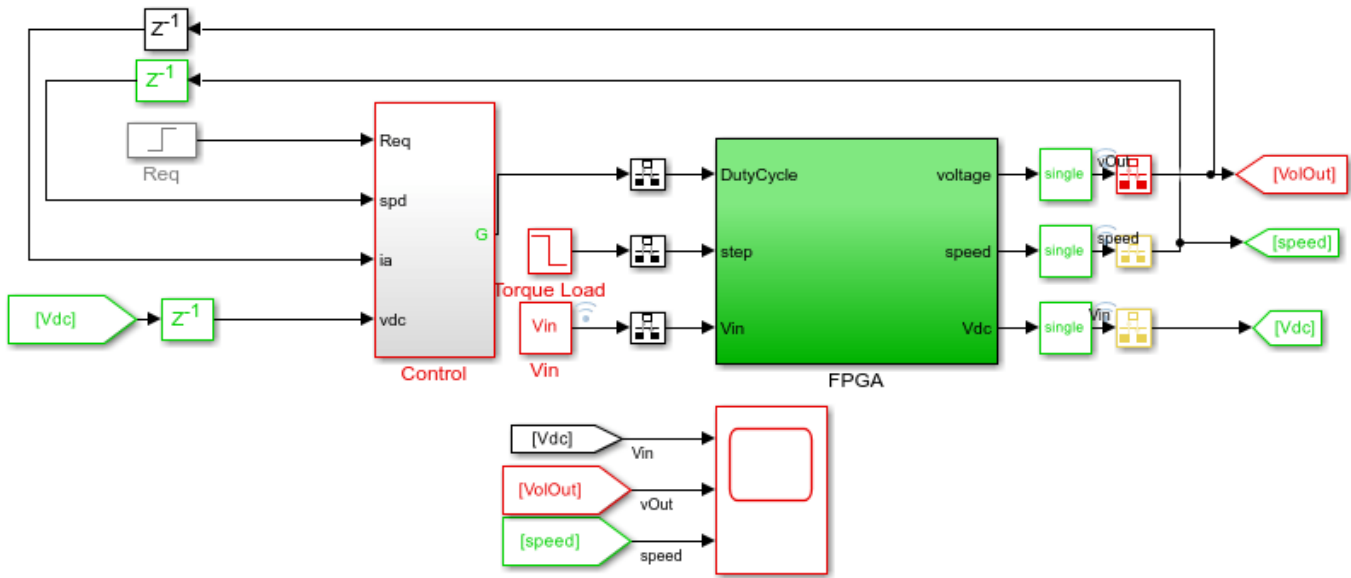 Z-1
Z-1
Req
Req
spd
ia
vdc
G
Control
[Vdc]
Z-1
Torque Load
Vin
Vin
DutyCycle
step
Vin
voltage
speed
Vdc
FPGA
single
vOut
[VolOut]
single
speed
[speed]
single
Vin
[Vdc]
[Vdc]
Vin
[VolOut]
vOut
[speed]
speed